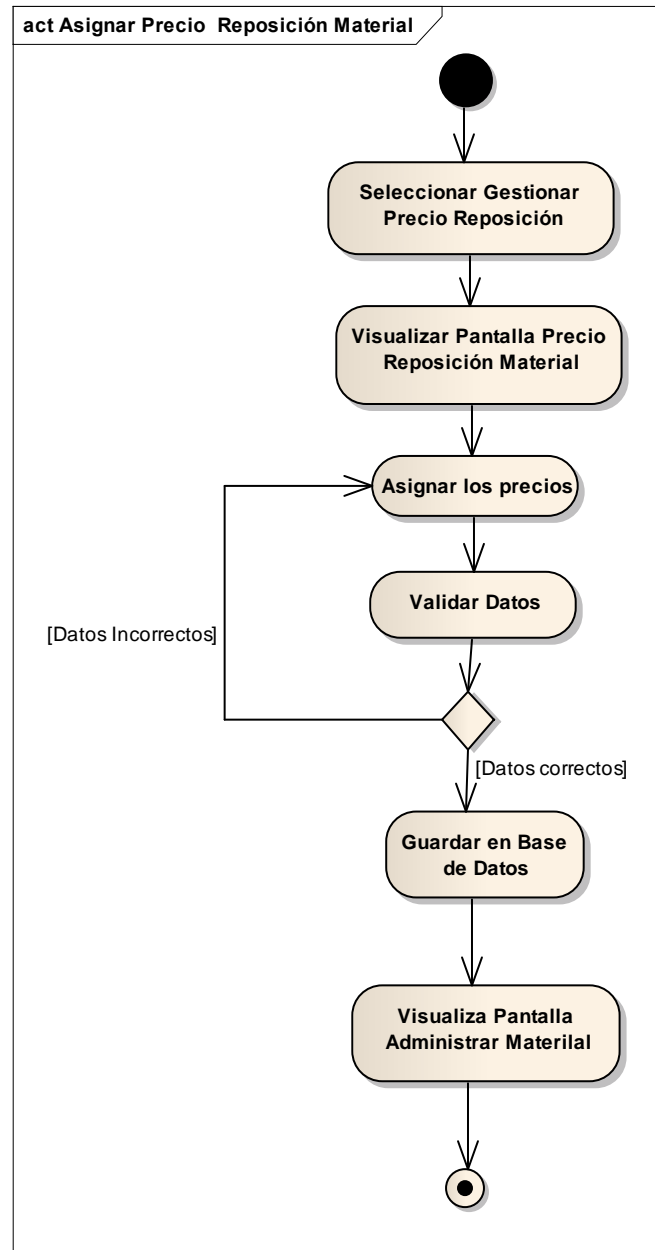 act Asignar Precio  Reposición Material
Seleccionar Gestionar
Precio Reposición
Visualizar Pantalla Precio
Reposición Material
Asignar los precios
Validar Datos
[Datos Incorrectos]
[Datos correctos]
Guardar en Base
de Datos
Visualiza Pantalla
Administrar Materilal